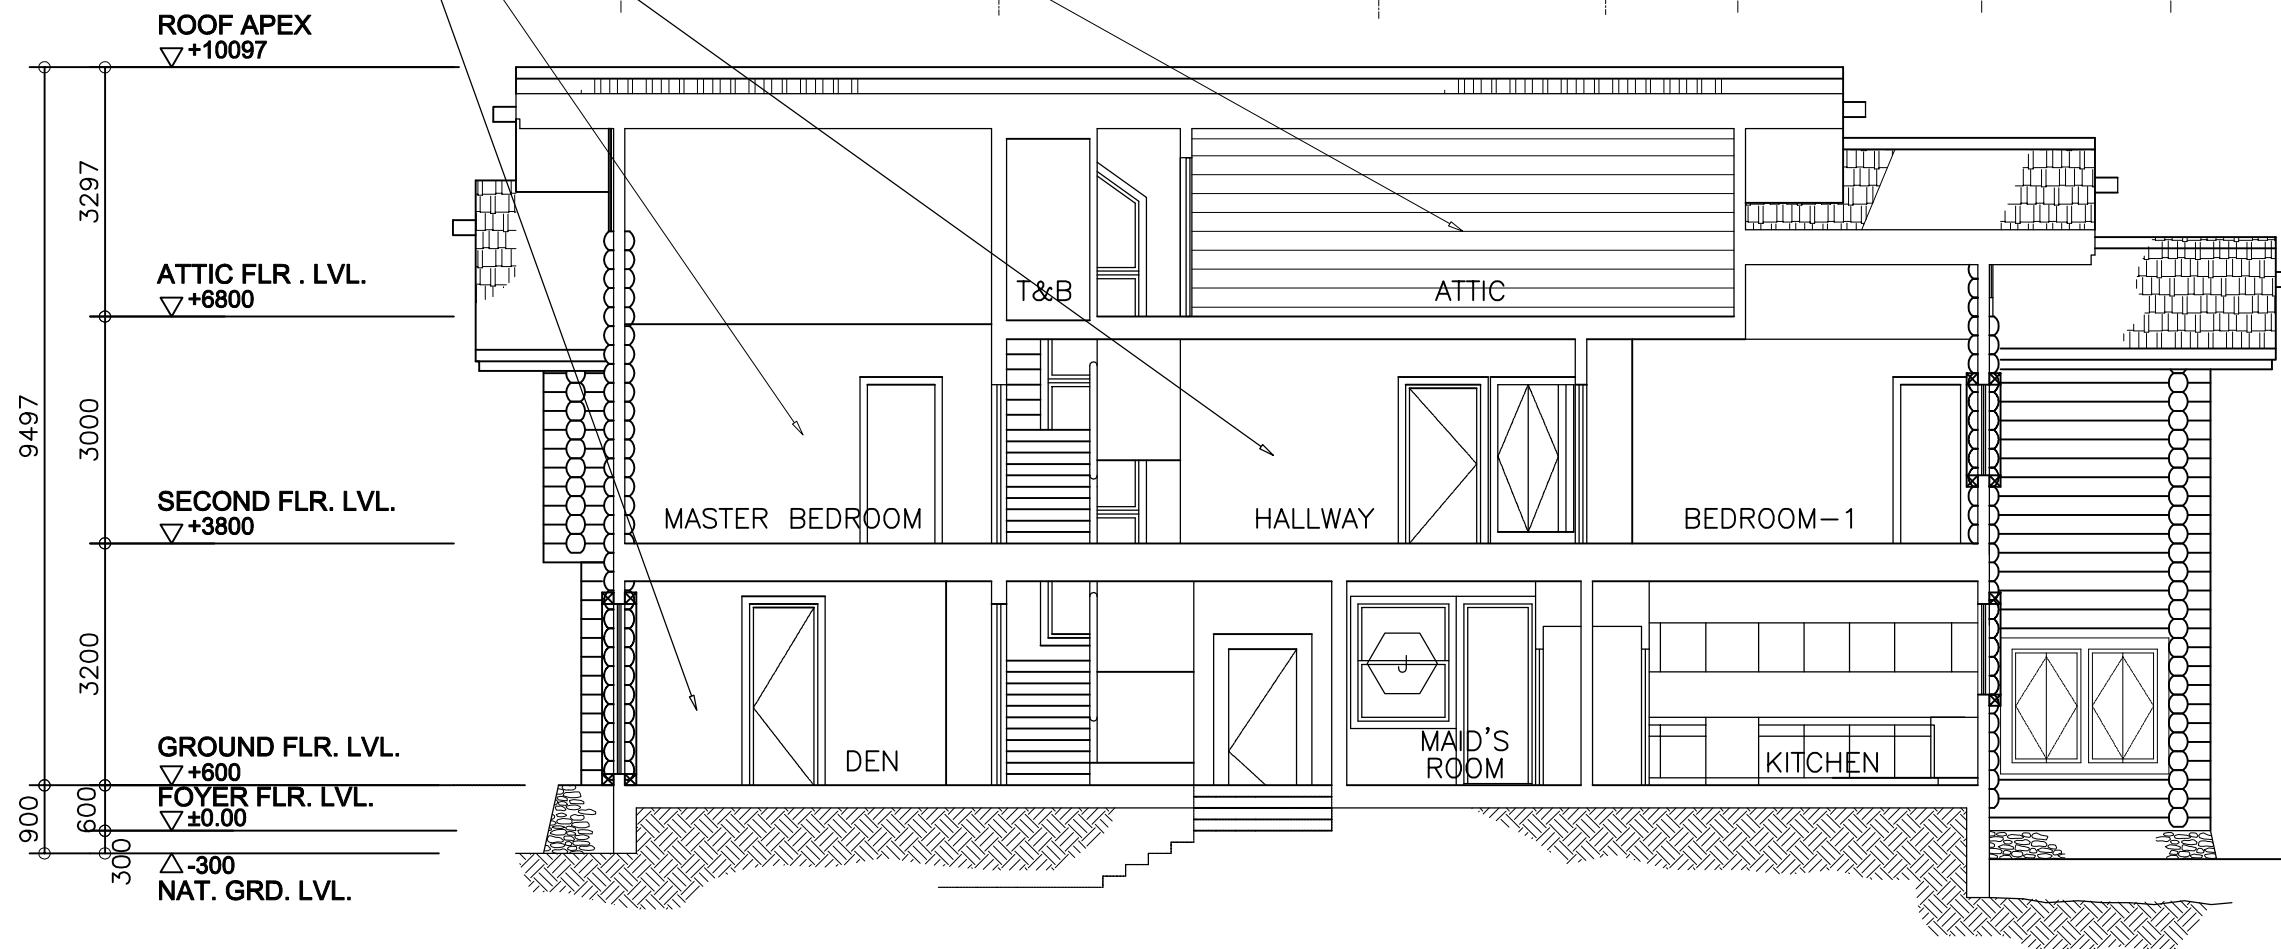 ROOF APEX
+10097
3297
ATTIC FLR . LVL.
+6800
T&B
ATTIC
9497
3000
SECOND FLR. LVL.
+3800
MASTER BEDROOM
HALLWAY
BEDROOM-1
3200
J
GROUND FLR. LVL.
+600
DEN
MAID'S
ROOM
KITCHEN
900
600
FOYER FLR. LVL.
±0.00
300
-300
NAT. GRD. LVL.